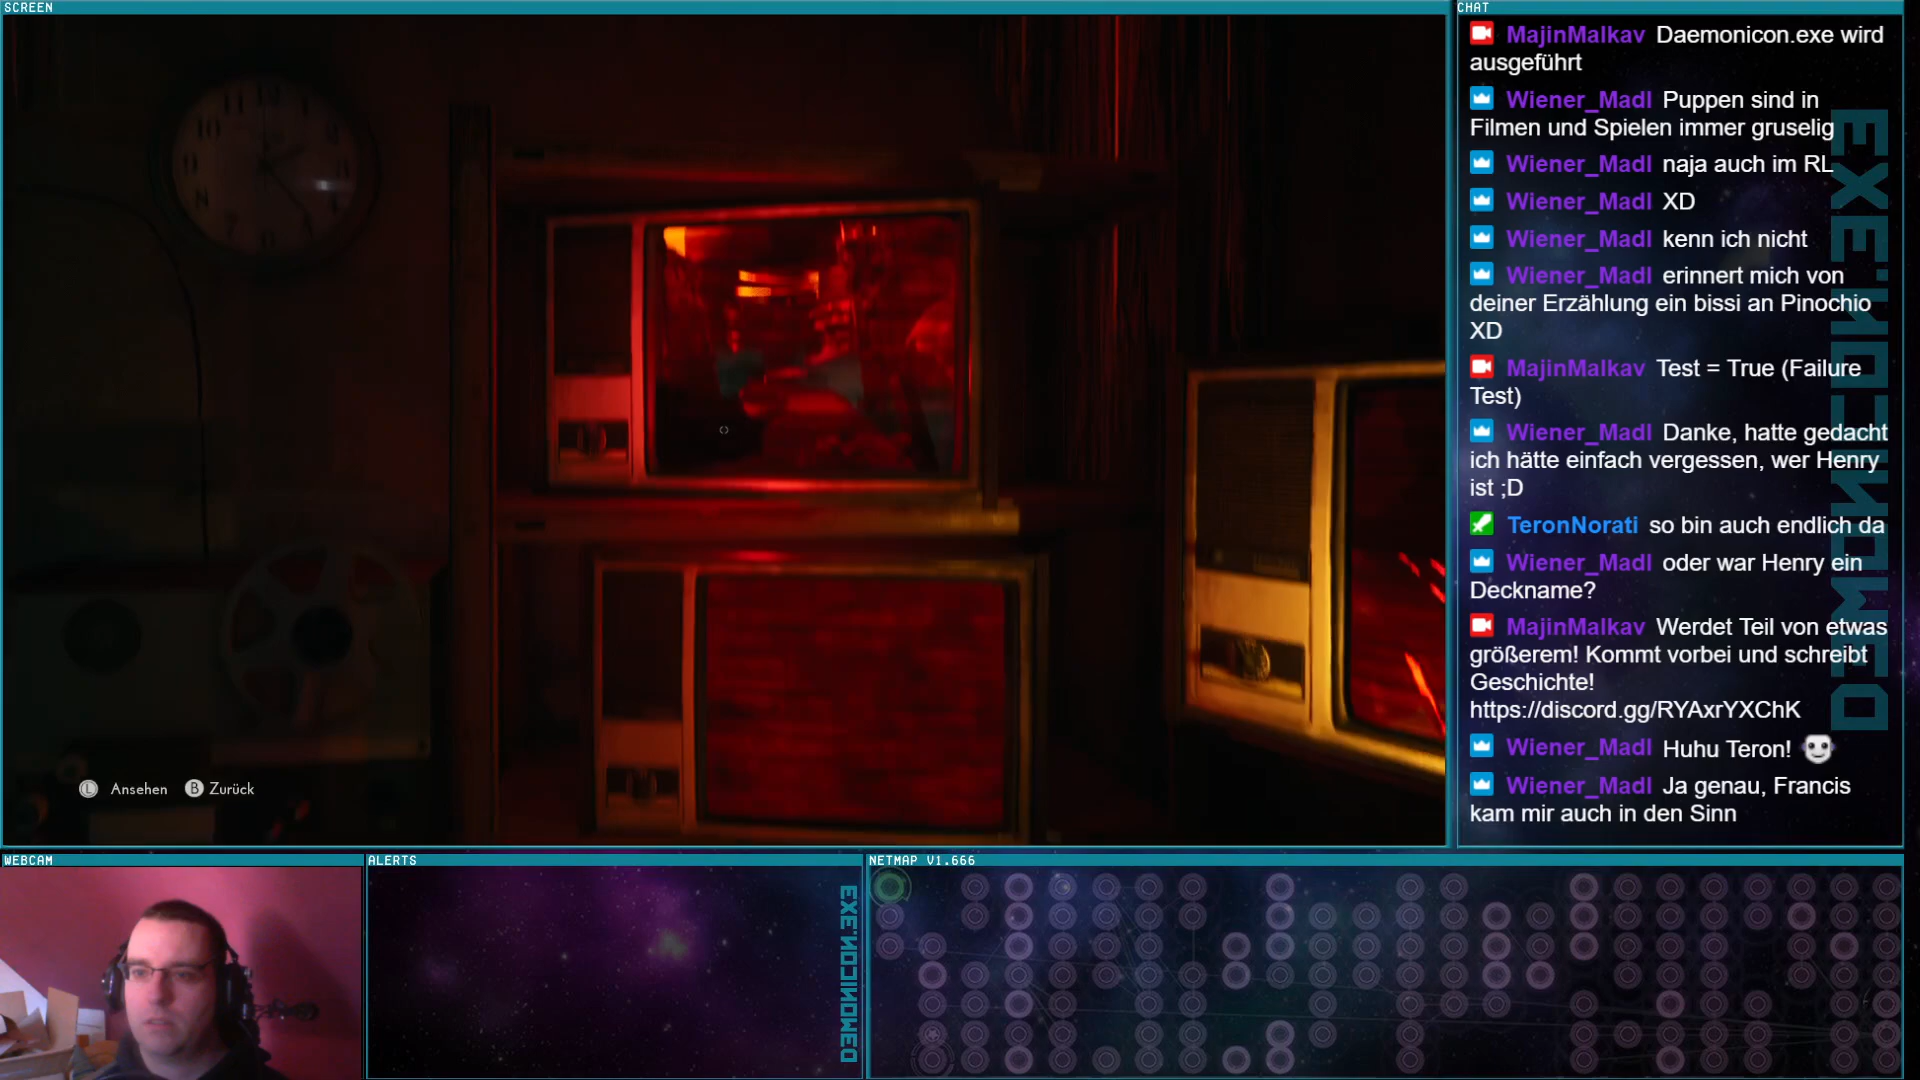 SCREEN
CHAT
MajinMalkav Daemonicon.exe wird
ausgeführt
Wiener_Madl Puppen sind in
Filmen und Spielen immer gruselig
Wiener_Madl naja auch im RL
Wiener_Madl XD
Wiener_Madl kenn ich nicht
Wiener_Madl erinnert mich von
deiner Erzählung ein bissi an Pinochio
XD
MajinMalkav Test = True (Failure
Test)
Wiener_Madl Danke, hatte gedacht
ich hätte einfach vergessen, wer Henry
ist ;D
TeronNorati so bin auch endlich da
Wiener_Madl oder war Henry ein
Deckname?
MajinMalkav Werdet Teil von etwas
größerem! Kommt vorbei und schreibt
Geschichte!
https://discord.gg/RYAxrYXChK
Wiener_Madl Huhu Teron!
Wiener_Madl Ja genau, Francis
kam mir auch in den Sinn
L Ansehen B Zurück
WEBCAM
ALERTS
NETMAP V1.666